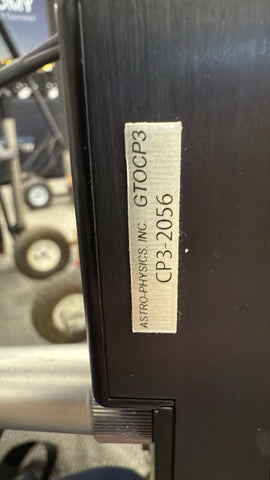 ASTRO-PHYSICS, INC. GTOCP3
CP3-2056